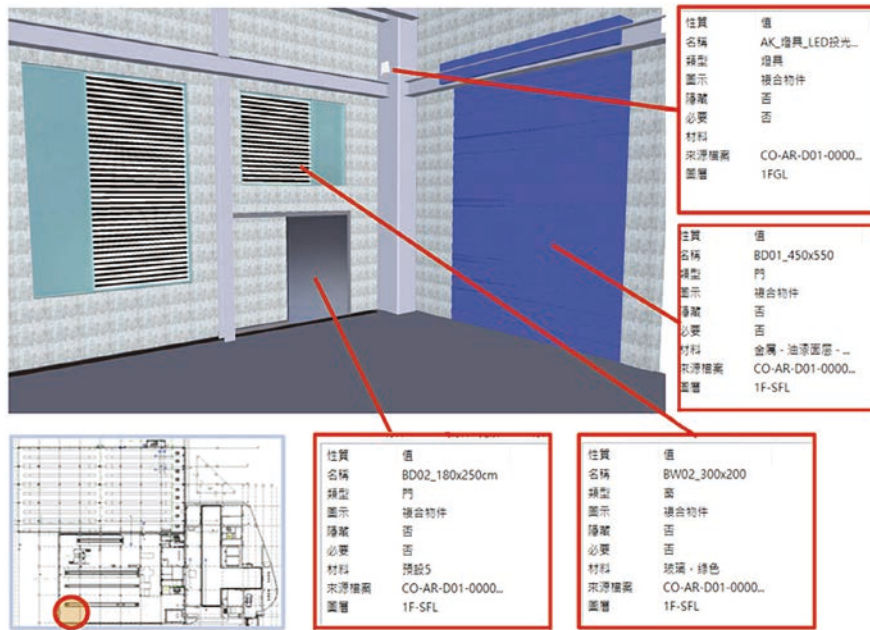 性質 值
名稱 AK_燈具_LED投光...
類型 燈具
圖示 複合物件
隱藏 否
必要 否
材料
來源檔案 CO-AR-D01-0000...
圖層 1FGL
性質 值
名稱 BD01_450x550
類型 門
圖示 複合物件
隱藏 否
必要 否
材料 金屬 - 油漆面層 - ...
來源檔案 CO-AR-D01-0000...
圖層 1F-SFL
性質 值
名稱 BD02_180x250cm
類型 門
圖示 複合物件
隱藏 否
必要 否
材料 預設5
來源檔案 CO-AR-D01-0000...
圖層 1F-SFL
性質 值
名稱 BW02_300x200
類型 窗
圖示 複合物件
隱藏 否
必要 否
材料 玻璃，綠色
來源檔案 CO-AR-D01-0000...
圖層 1F-SFL